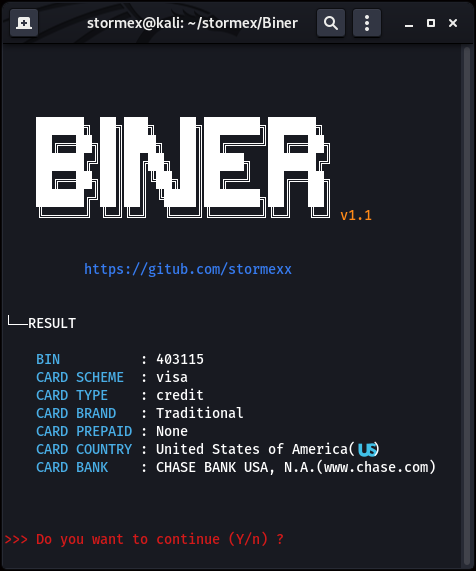 stormex@kali: ~/stormex/Biner
BINER
v1.1
https://gitub.com/stormexx
└──RESULT
BIN : 403115
CARD SCHEME : visa
CARD TYPE : credit
CARD BRAND : Traditional
CARD PREPAID : None
CARD COUNTRY : United States of America(US)
CARD BANK : CHASE BANK USA, N.A.(www.chase.com)
>>> Do you want to continue (Y/n) ?